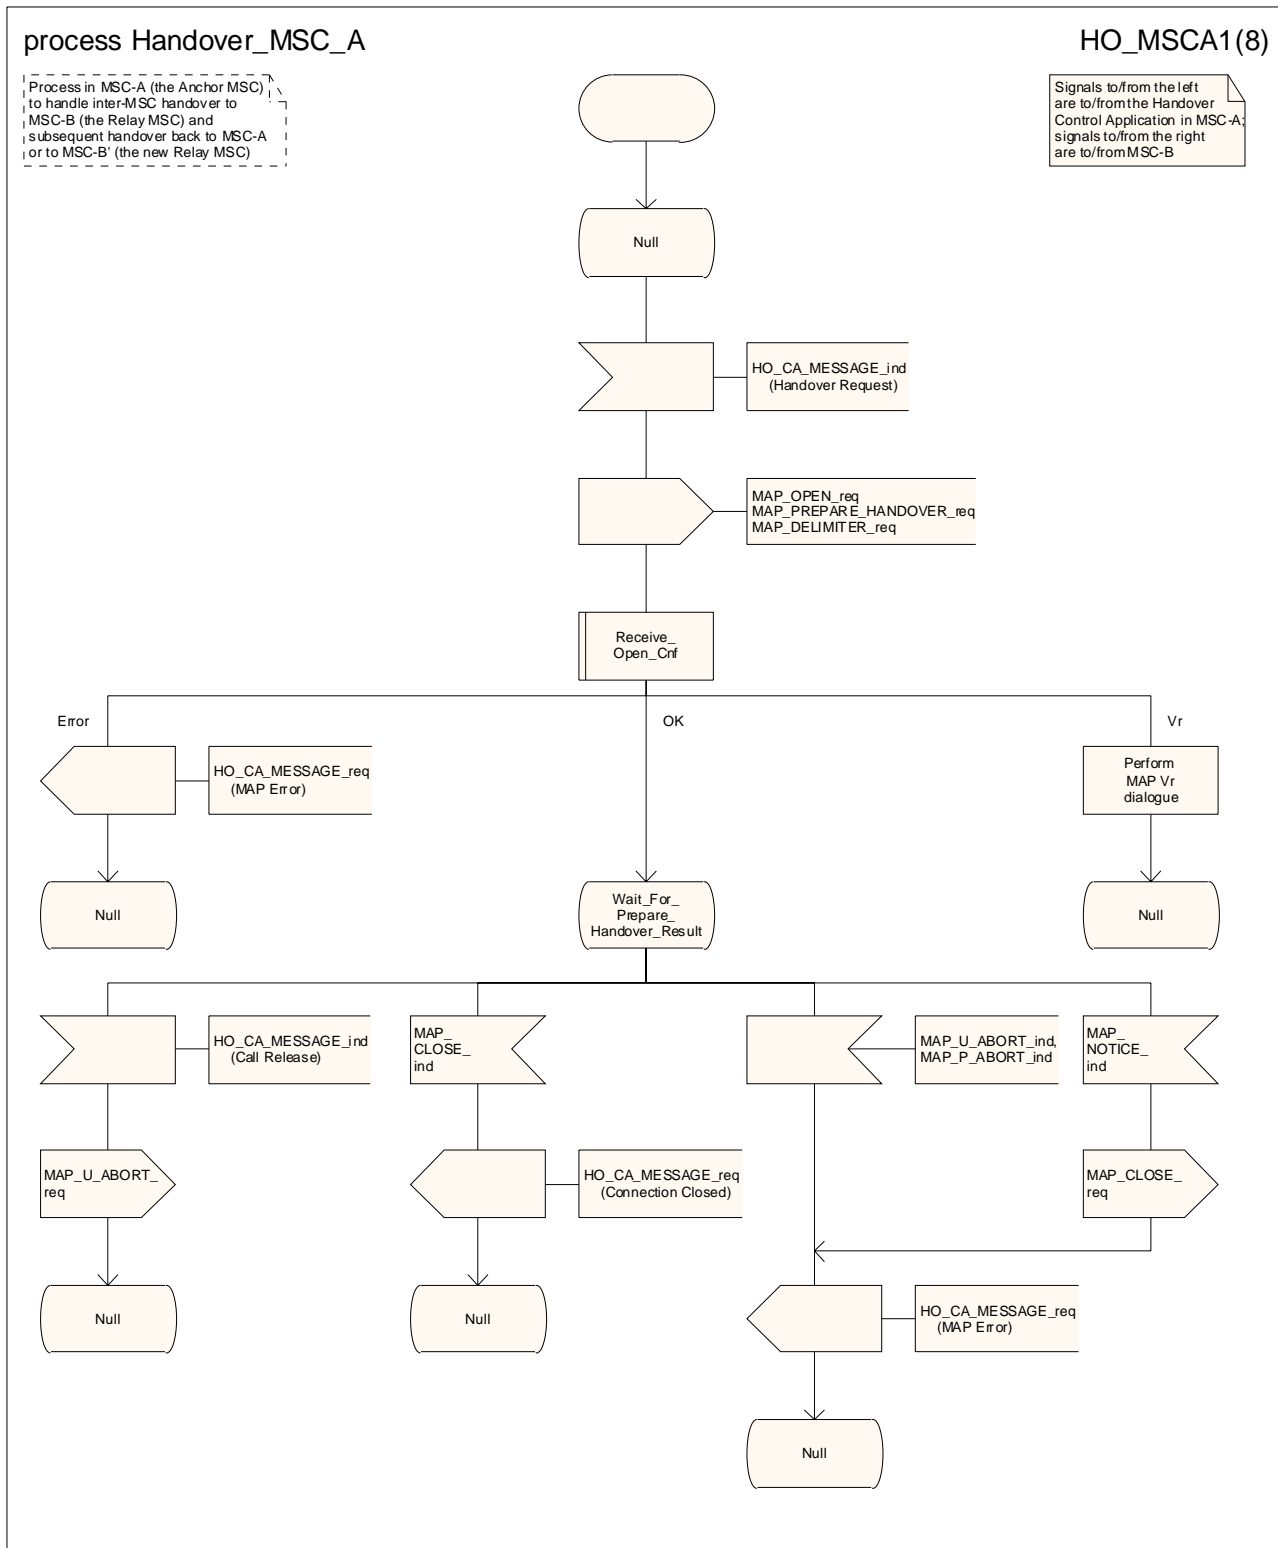 process Handover_MSC_A
HO_MSCA1(8)
Process in MSC-A (the Anchor MSC)
to handle inter-MSC handover to
MSC-B (the Relay MSC) and
subsequent handover back to MSC-A
or to MSC-B' (the new Relay MSC)
Signals to/from the left
are to/from the Handover
Control Application in MSC-A;
signals to/from the right
are to/from MSC-B
Null
HO_CA_MESSAGE_ind
(Handover Request)
MAP_OPEN_req
MAP_PREPARE_HANDOVER_req
MAP_DELIMITER_req
Receive_
Open_Cnf
Error
OK
Vr
HO_CA_MESSAGE_req
(MAP Error)
Perform
MAP Vr
dialogue
Null
Wait_For_
Prepare_
Handover_Result
Null
HO_CA_MESSAGE_ind
(Call Release)
MAP_
CLOSE_
ind
MAP_U_ABORT_ind,
MAP_P_ABORT_ind
MAP_
NOTICE_
ind
MAP_U_ABORT_
req
HO_CA_MESSAGE_req
(Connection Closed)
MAP_CLOSE_
req
Null
Null
HO_CA_MESSAGE_req
(MAP Error)
Null